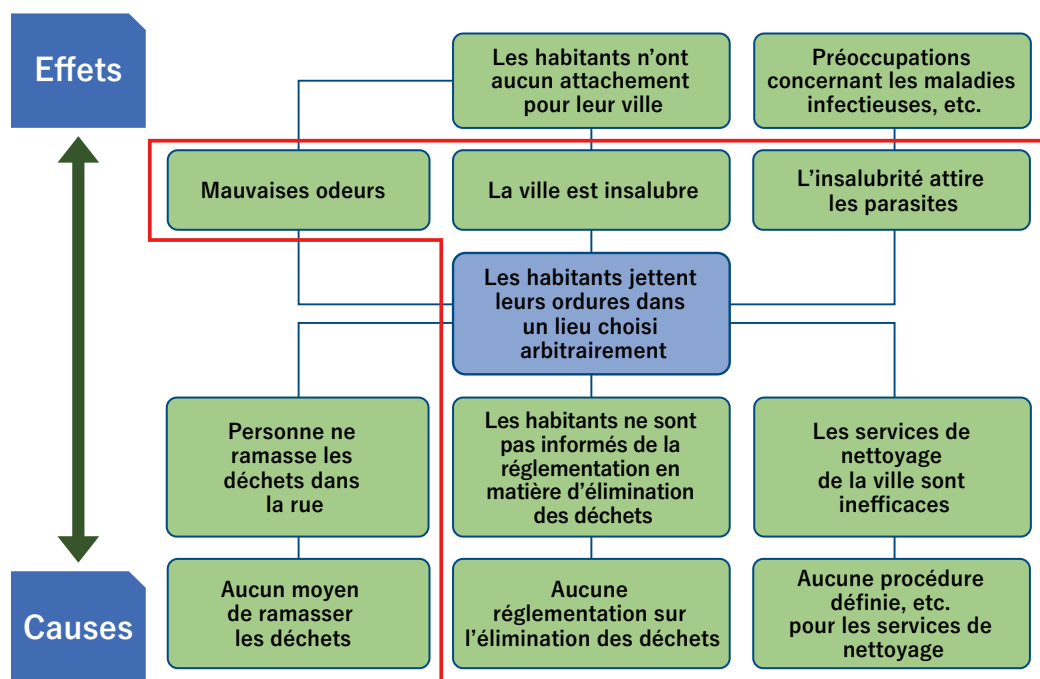 Effets
Les habitants n’ont
aucun attachement
pour leur ville
Préoccupations
concernant les maladies
infectieuses, etc.
Mauvaises odeurs
La ville est insalubre
L’insalubrité attire
les parasites
Les habitants jettent
leurs ordures dans
un lieu choisi
arbitrairement
Personne ne
ramasse les
déchets dans
la rue
Les habitants ne sont
pas informés de la
réglementation en
matière d’élimination
des déchets
Les services de
nettoyage
de la ville sont
inefficaces
Causes
Aucun moyen
de ramasser
les déchets
Aucune
réglementation sur
l’élimination des déchets
Aucune procédure
définie, etc.
pour les services de
nettoyage